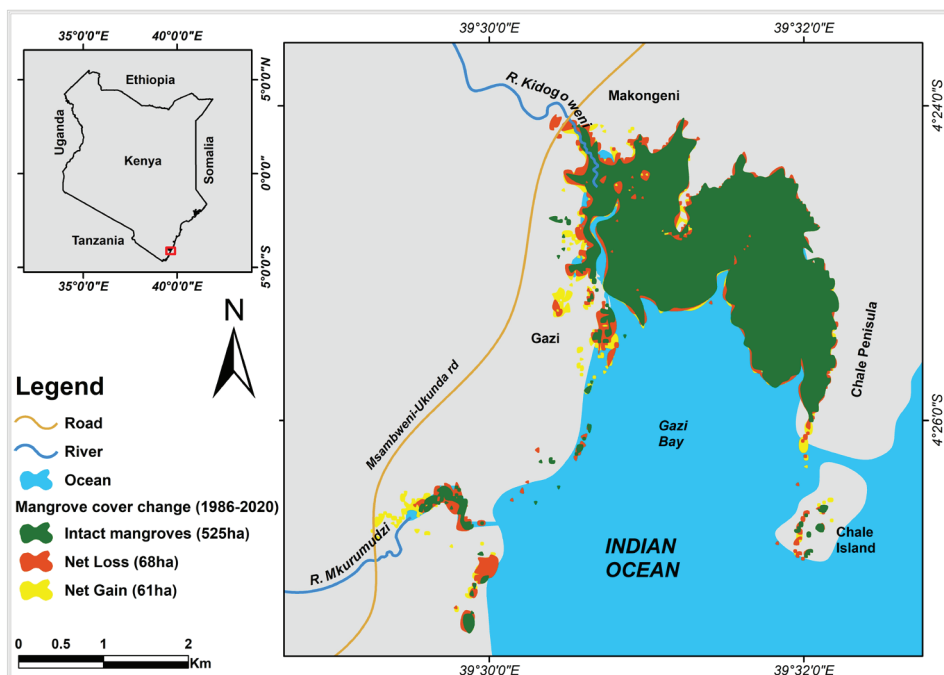 35°0'0"E 40°0'0"E
Ethiopia
Uganda
Kenya
Somalia
Tanzania
5°0'0"N
0°0'0"
5°0'0"S
35°0'0"E 40°0'0"E
N
Legend
Road
River
Ocean
Mangrove cover change (1986-2020)
Intact mangroves (525ha)
Net Loss (68ha)
Net Gain (61ha)
0 0.5 1 2
Km
39°30'0"E 39°32'0"E
R. Kidogoweni
Makongeni
4°24'0"S
Gazi
Msambweni-Ukunda rd
Chale Penisula
Gazi
Bay
4°26'0"S
R. Mkurumudzi
INDIAN
OCEAN
Chale
Island
39°30'0"E 39°32'0"E